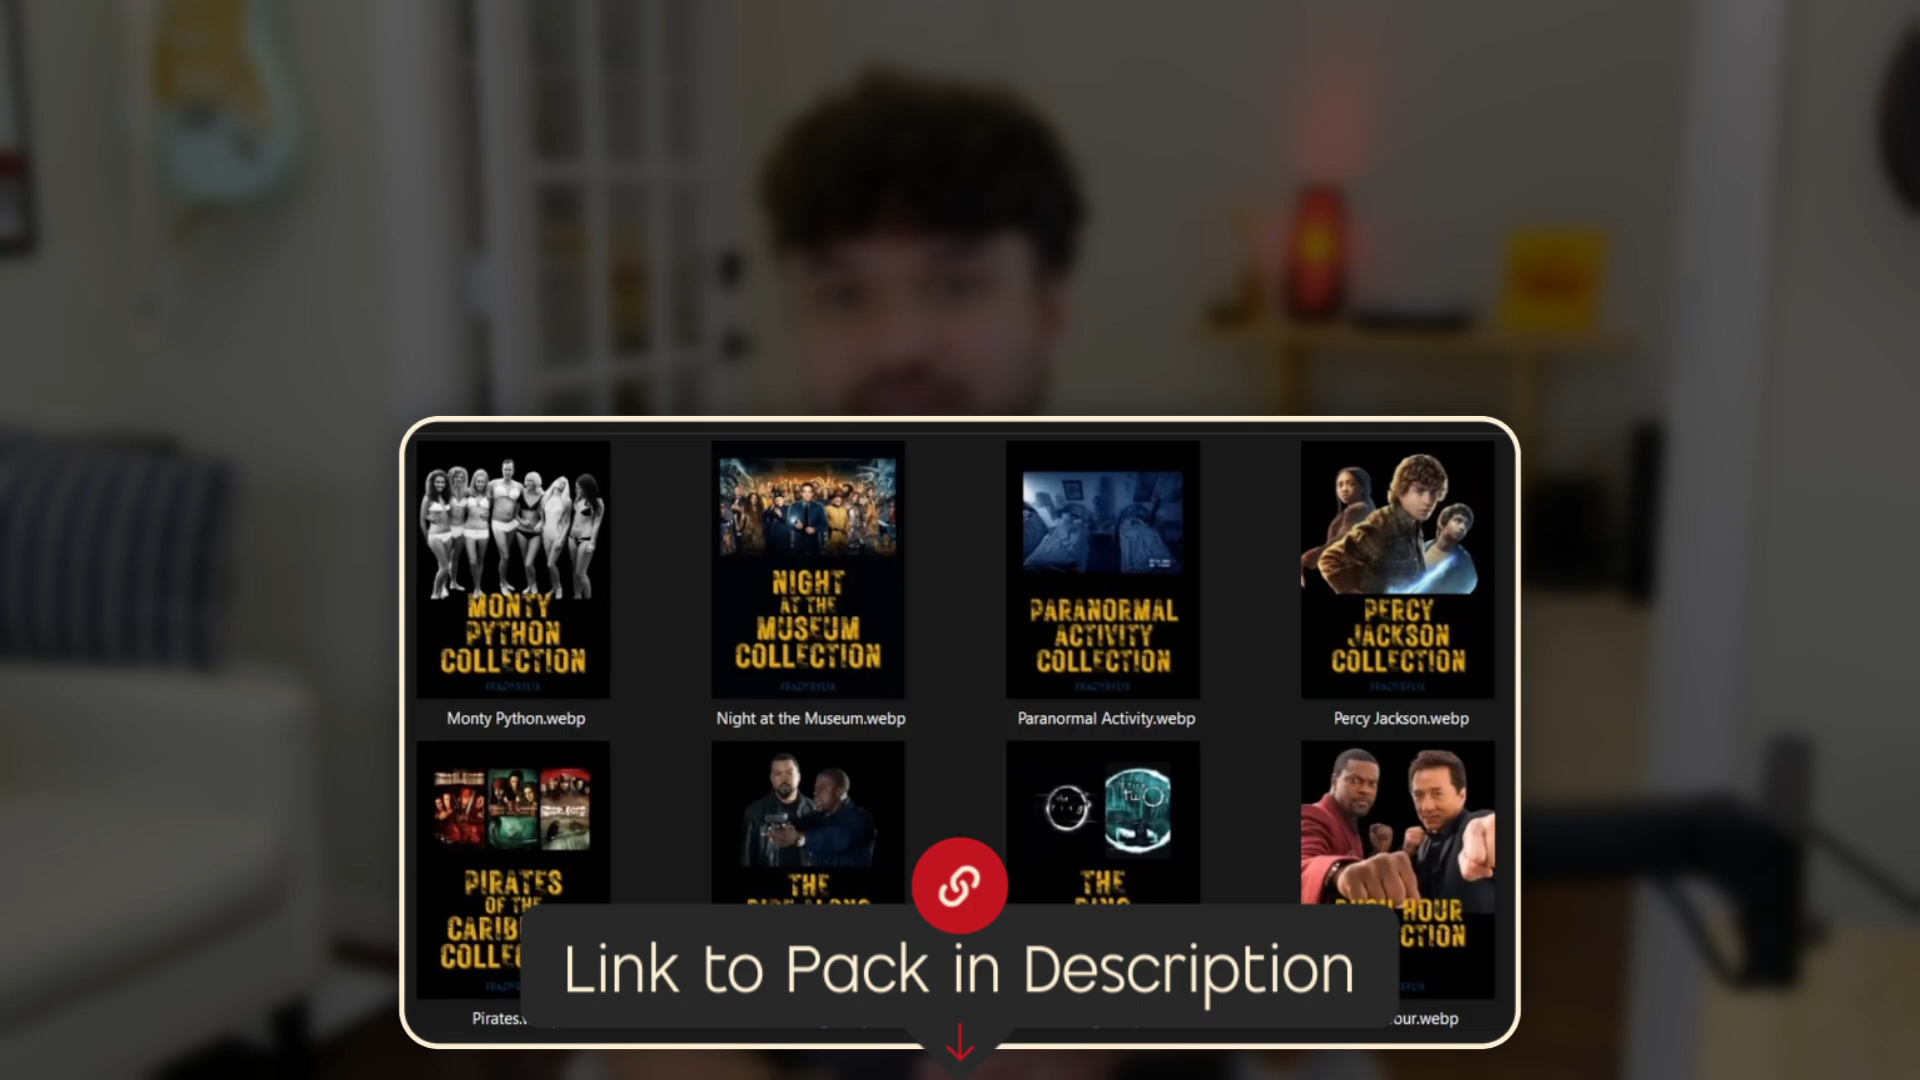 MONTY
PYTHON
COLLECTION
NIGHT
AT THE
MUSEUM
COLLECTION
PARANORMAL
ACTIVITY
COLLECTION
PERCY
JACKSON
COLLECTION
Monty Python.webp
Night at the Museum.webp
Paranormal Activity.webp
Percy Jackson.webp
PIRATES
OF THE
THE
THE
HOUR
Link to Pack in Description